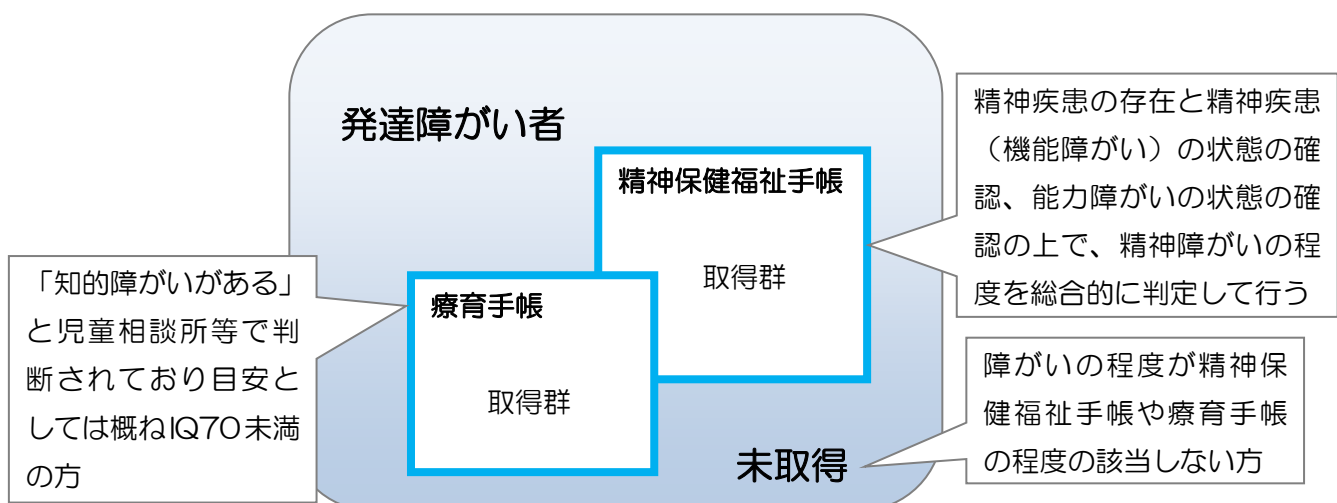 発達障がい者
精神保健福祉手帳
取得群
療育手帳
取得群
未取得
「知的障がいがある」
と児童相談所等で判
断されており目安と
しては概ねIQ70未満
の方
精神疾患の存在と精神疾患
（機能障がい）の状態の確
認、能力障がいの状態の確
認の上で、精神障がいの程
度を総合的に判定して行う
障がいの程度が精神保
健福祉手帳や療育手帳
の程度の該当しない方